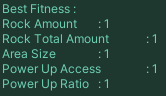 Best Fitness :
Rock Amount : 1
Rock Total Amount : 1
Area Size : 1
Power Up Access : 1
Power Up Ratio : 1